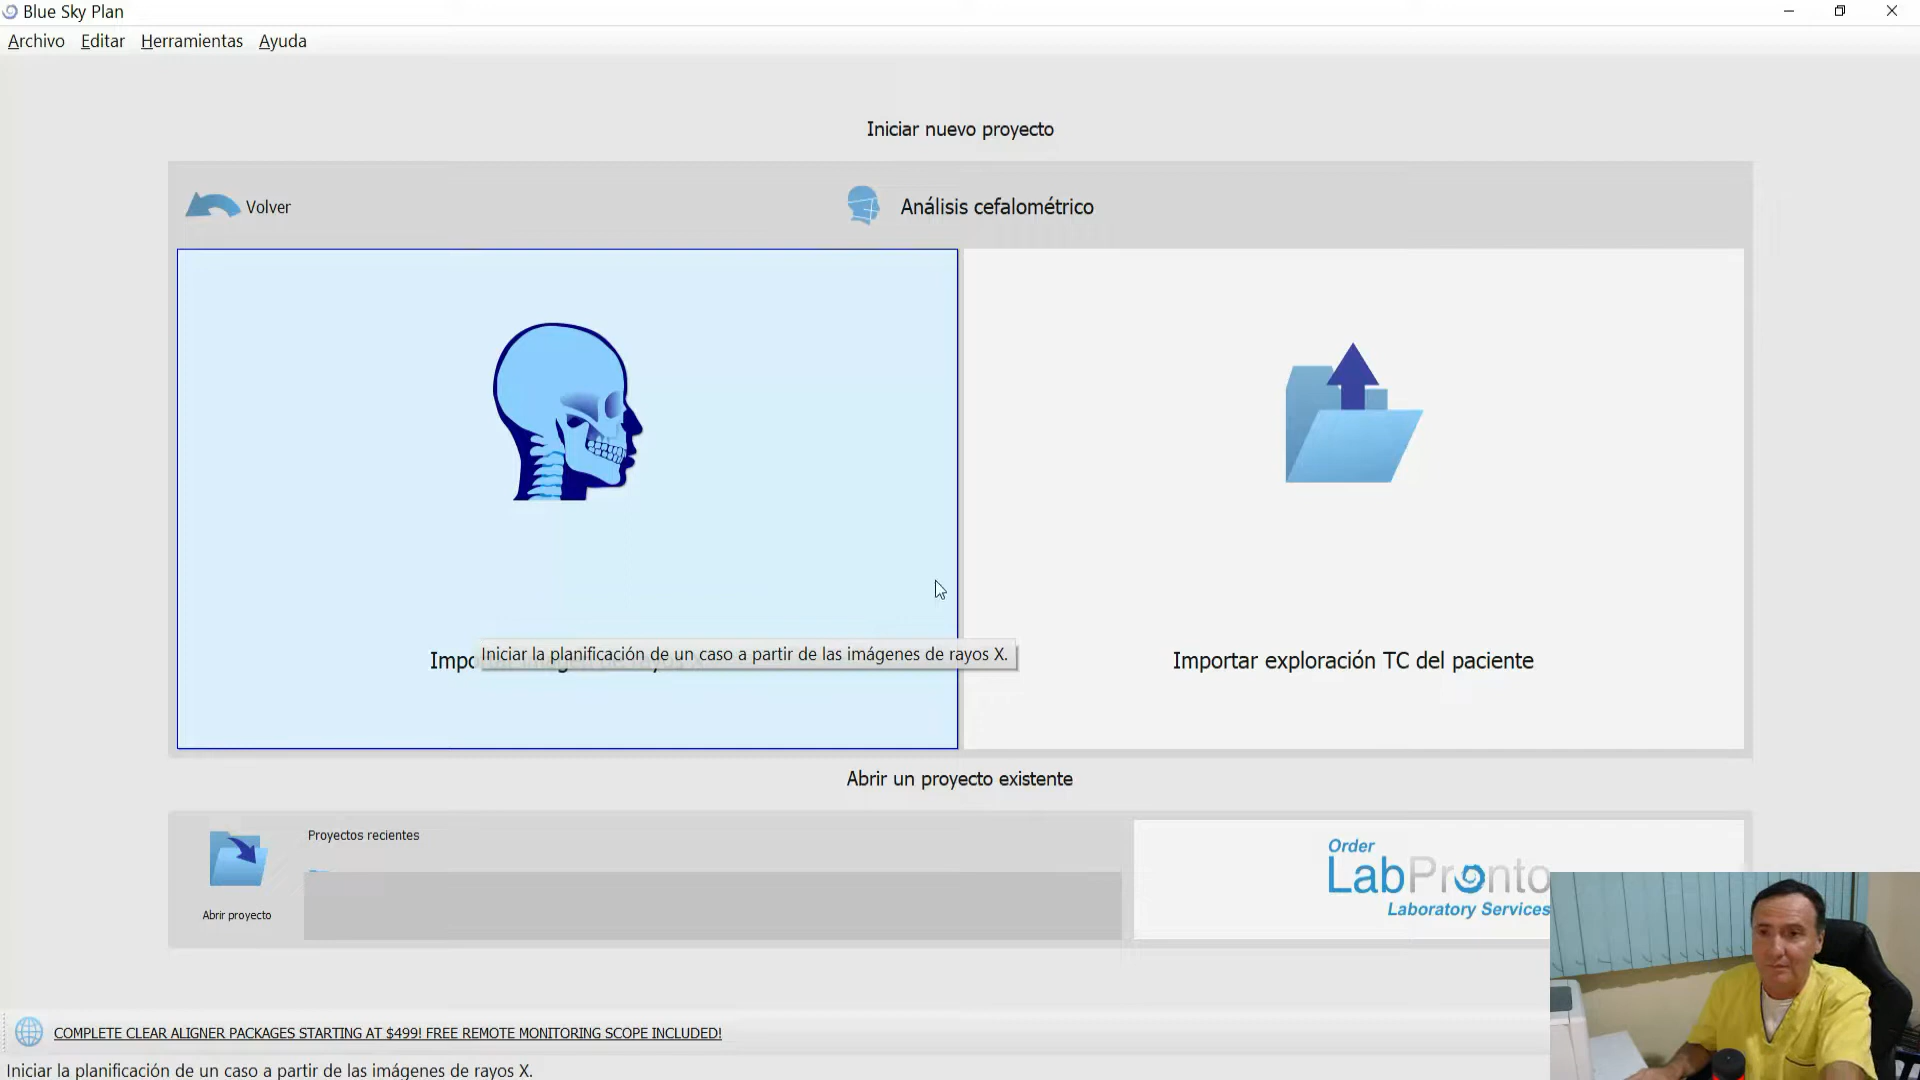 Blue Sky Plan
Archivo Editar Herramientas Ayuda
Iniciar nuevo proyecto
Volver
Análisis cefalométrico
Iniciar la planificación de un caso a partir de las imágenes de rayos X.
Importar exploración TC del paciente
Abrir un proyecto existente
Proyectos recientes
Abrir proyecto
Order
LabPronto
Laboratory Services
COMPLETE CLEAR ALIGNER PACKAGES STARTING AT $499! FREE REMOTE MONITORING SCOPE INCLUDED!
Iniciar la planificación de un caso a partir de las imágenes de rayos X.